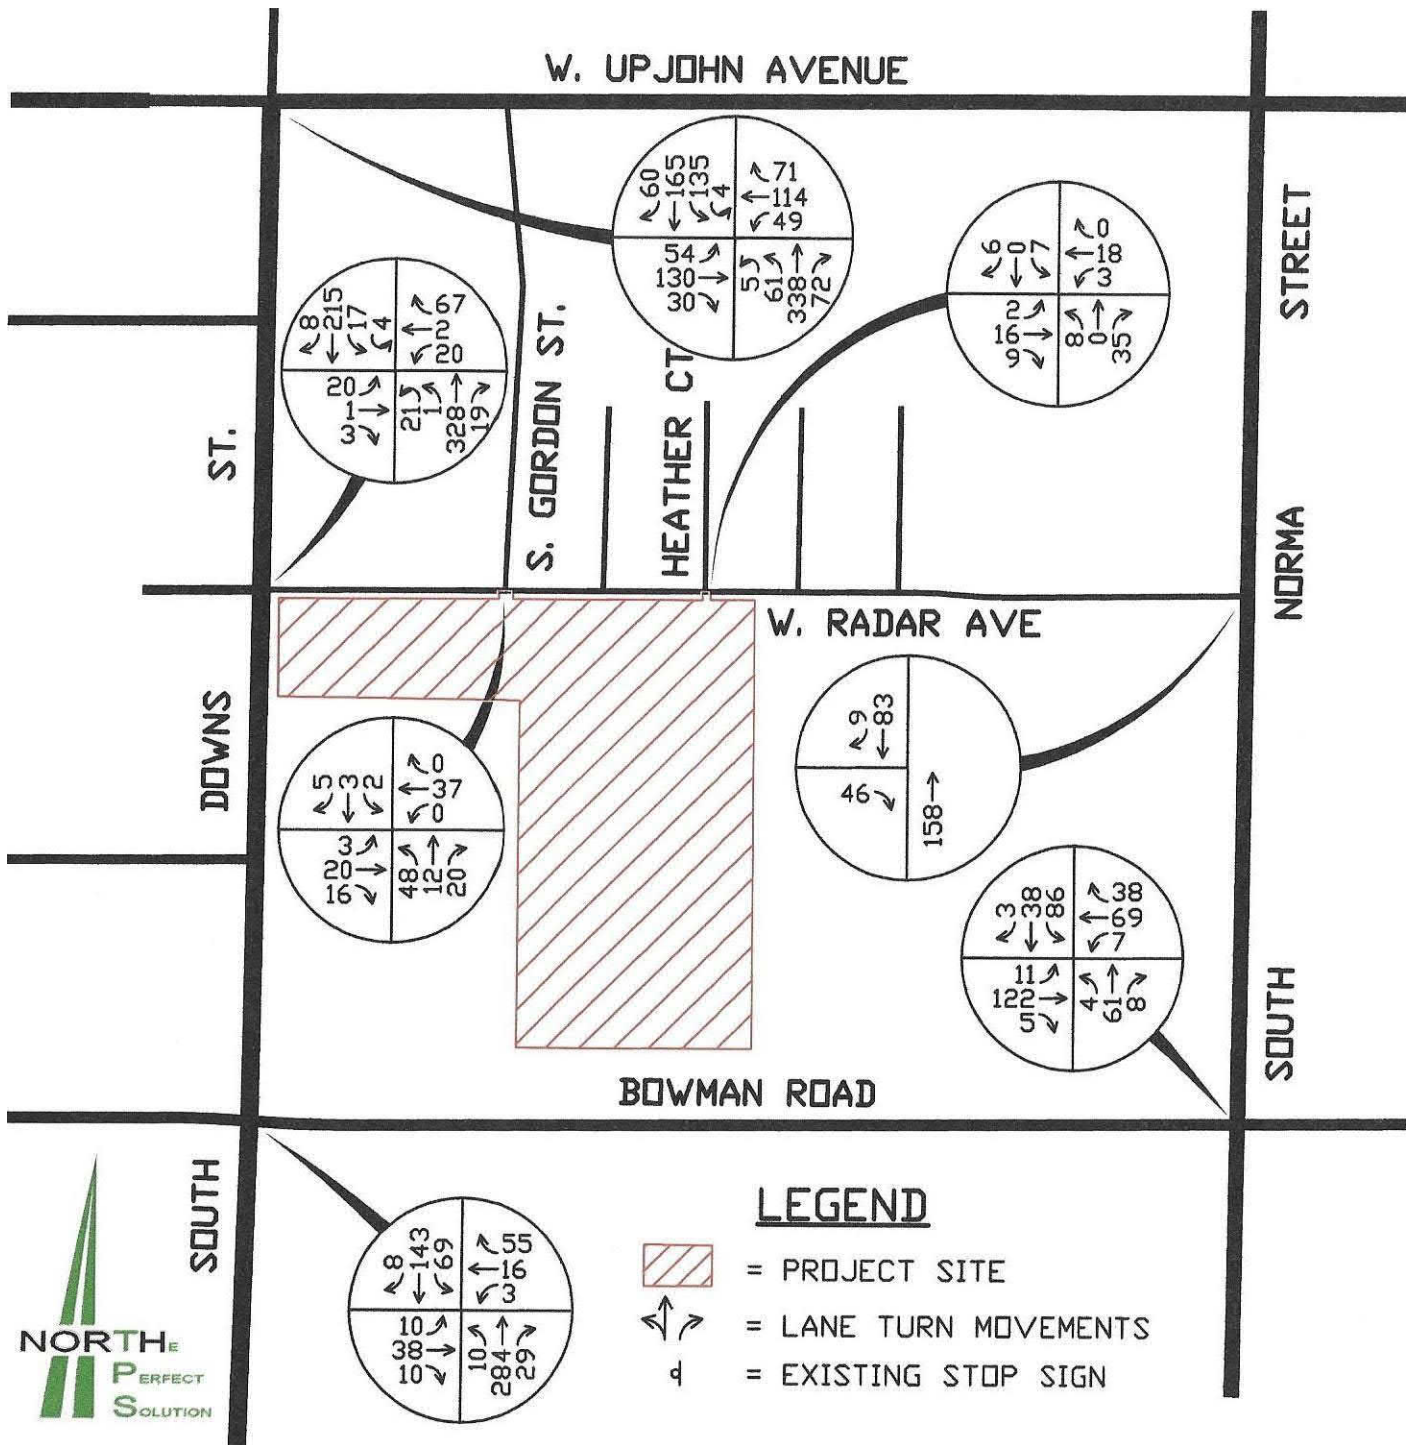 W. UPJOHN AVENUE
60 165 135 4
71
114
49
54
130
30
5 61 338 72
6 0 7
0
18
3
2
16
9
8 0 35
8 215 17 4
67
2
20
20
1
3
21 1 328 19
STREET
NORMA
SOUTH
S. GORDON ST.
HEATHER CT
ST.
DOWNS
SOUTH
W. RADAR AVE
9 83
46
158
5 3 2
0
37
0
3
20
16
48 12 20
3 38 86
38
69
7
11
122
5
4 61 8
BOWMAN ROAD
8 143 69
55
16
3
10
38
10
10 284 29
LEGEND
= PROJECT SITE
= LANE TURN MOVEMENTS
= EXISTING STOP SIGN
NORTHE
PERFECT
SOLUTION